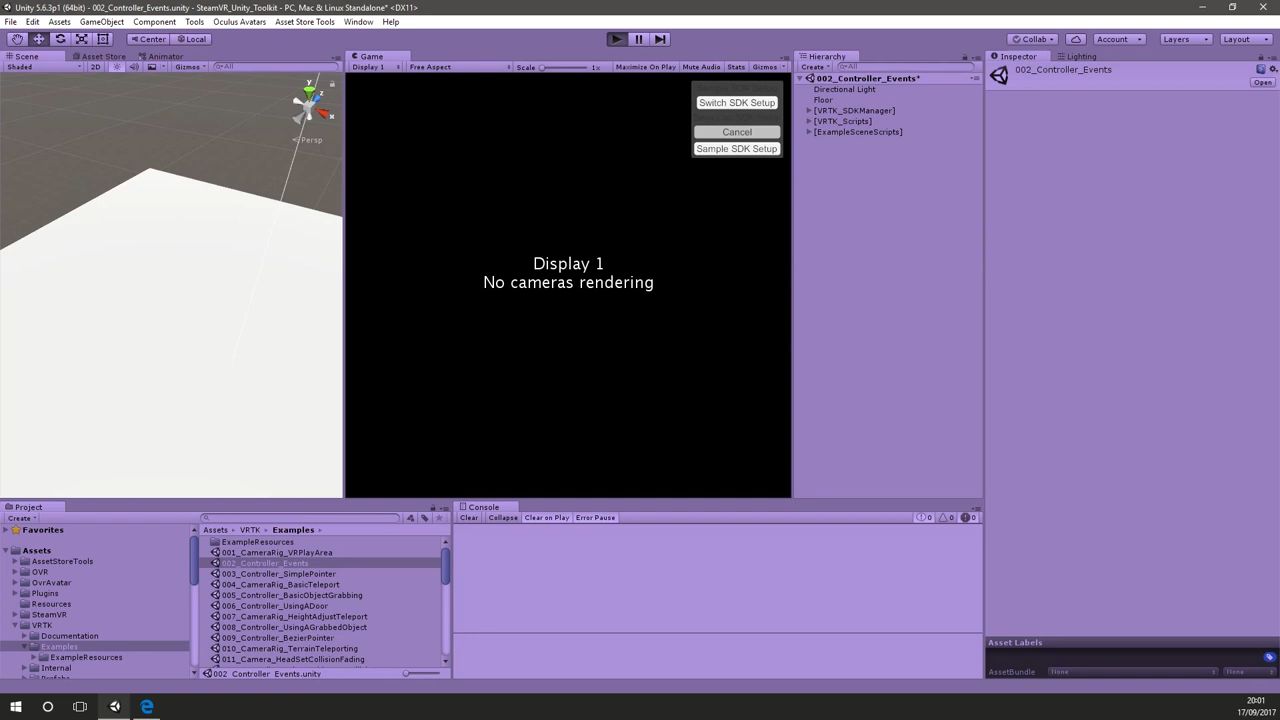 Unity 5.6.3p1 (64bit) - 002_Controller_Events.unity - SteamVR_Unity_Toolkit - PC, Mac & Linux Standalone* <DX11>
File Edit Assets GameObject Component Tools Oculus Avatars Asset Store Tools Window Help
Center Local Collab Account Layers Layout
Scene Asset Store Animator
Shaded 2D Gizmos All
y
z
x
Persp
Game
Display 1 Free Aspect Scale 1x Maximize On Play Mute Audio Stats Gizmos
Switch SDK Setup
Cancel
Sample SDK Setup
Display 1
No cameras rendering
Hierarchy
Create All
002_Controller_Events*
Directional Light
Floor
[VRTK_SDKManager]
[VRTK_Scripts]
[ExampleSceneScripts]
Inspector Lighting
002_Controller_Events
Open
Project
Create
Favorites
Assets
AssetStoreTools
OVR
OvrAvatar
Plugins
Resources
SteamVR
VRTK
Documentation
Examples
ExampleResources
Internal
Prefabs
Assets VRTK Examples
ExampleResources
001_CameraRig_VRPlayArea
002_Controller_Events
003_Controller_SimplePointer
004_CameraRig_BasicTeleport
005_Controller_BasicObjectGrabbing
006_Controller_UsingADoor
007_CameraRig_HeightAdjustTeleport
008_Controller_UsingAGrabbedObject
009_Controller_BezierPointer
010_CameraRig_TerrainTeleporting
011_Camera_HeadSetCollisionFading
002_Controller_Events.unity
Console
Clear Collapse Clear on Play Error Pause 0 0 0
Asset Labels
AssetBundle None None
20:01
17/09/2017